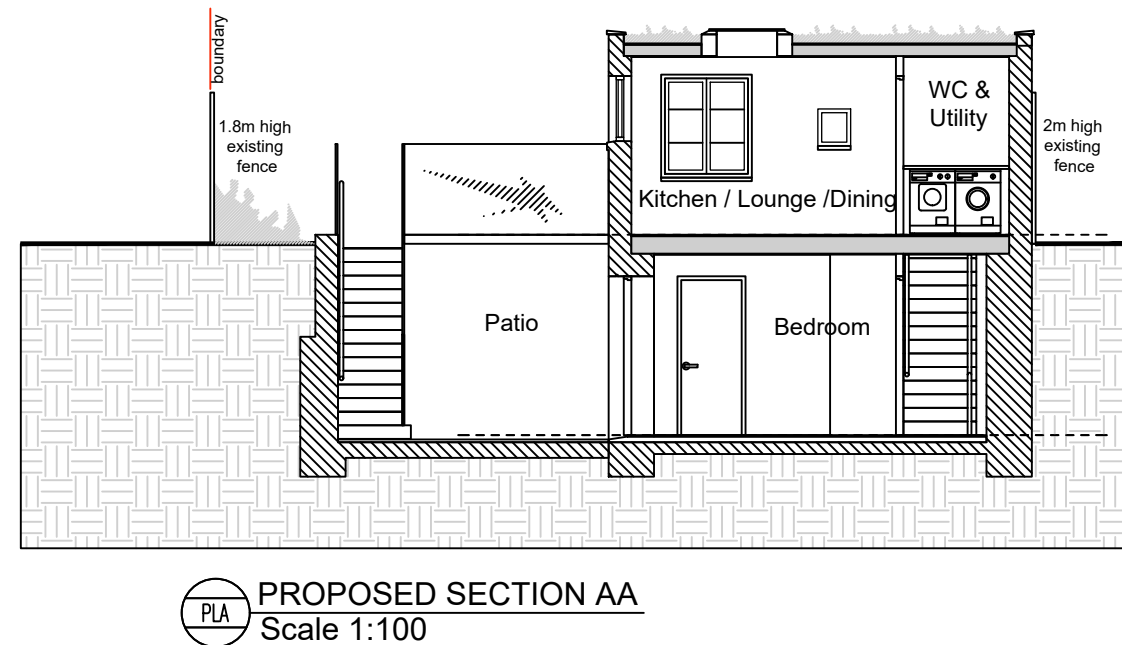 boundary
1.8m high
existing
fence
WC &
Utility
2m high
existing
fence
Kitchen / Lounge /Dining
Patio
Bedroom
PLA
PROPOSED SECTION AA
Scale 1:100